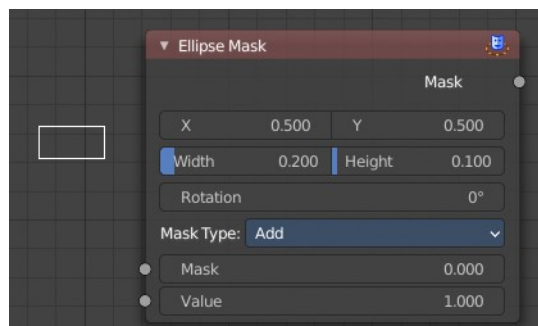 Ellipse Mask
Mask
X 0.500 Y 0.500
Width 0.200 Height 0.100
Rotation 0°
Mask Type: Add
Mask 0.000
Value 1.000